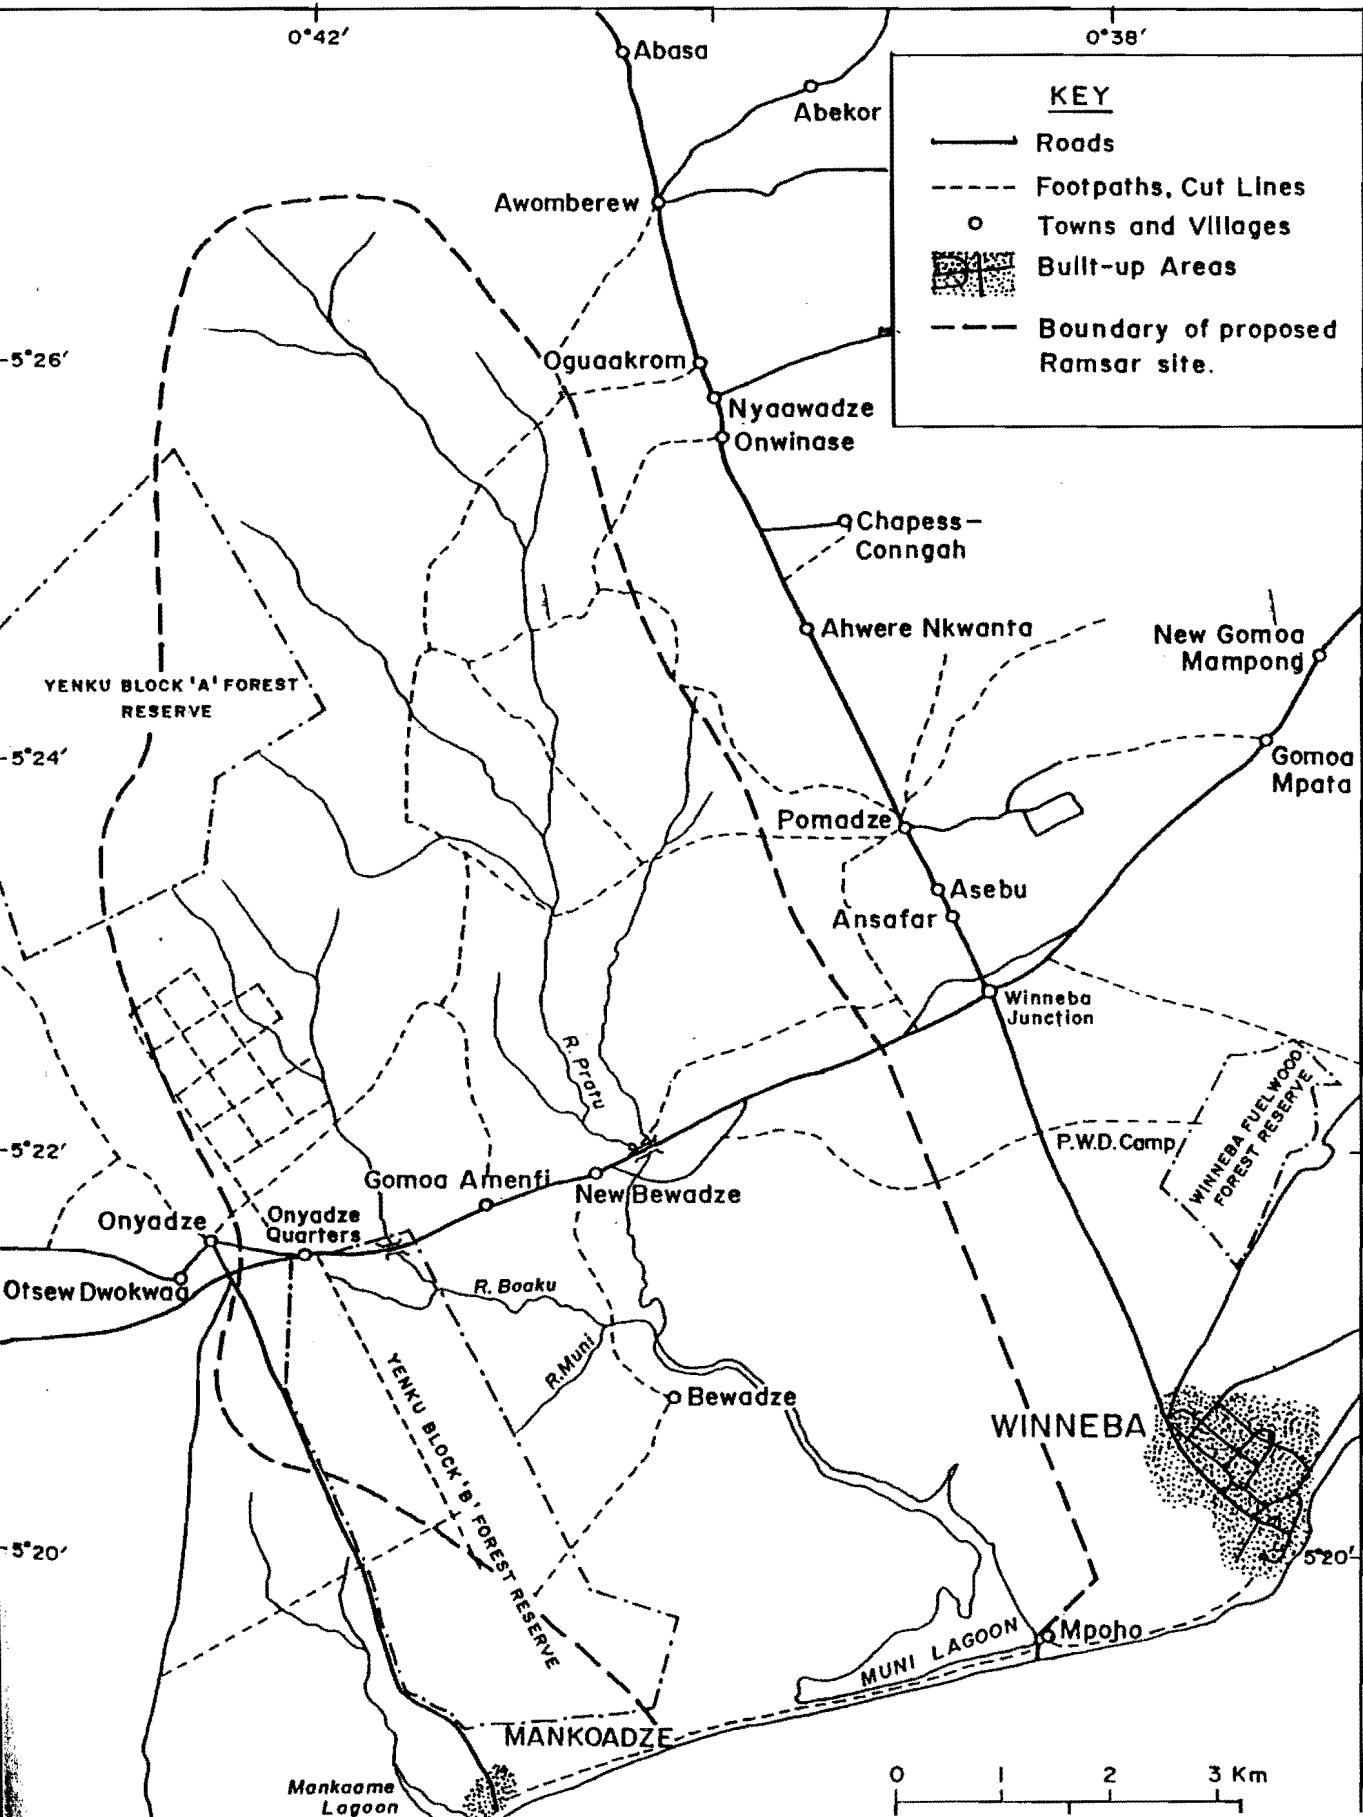 0°42'
0°38'
Abasa
Abekor
KEY
Roads
Footpaths, Cut Lines
Towns and Villages
Built-up Areas
Boundary of proposed
Ramsar site.
Awomberew
5°26'
Oguaakrom
Nyaawadze
Onwinase
Chapess-
Conngah
Ahwere Nkwanta
New Gomoa
Mampong
YENKU BLOCK 'A' FOREST
RESERVE
5°24'
Gomoa
Mpata
Pomadze
Asebu
Ansafar
Winneba
Junction
R. Pratu
WINNEBA FUELWOOD
FOREST RESERVE
5°22'
P.W.D. Camp
Gomoa Amenfi
New Bewadze
Onyadze
Onyadze
Quarters
Otsew Dwokwaa
R. Boaku
R. Muni
YENKU BLOCK 'B' FOREST RESERVE
Bewadze
WINNEBA
5°20'
5°20'
Mpoho
MUNI LAGOON
MANKOADZE
Mankaame
Lagoon
0 1 2 3 Km